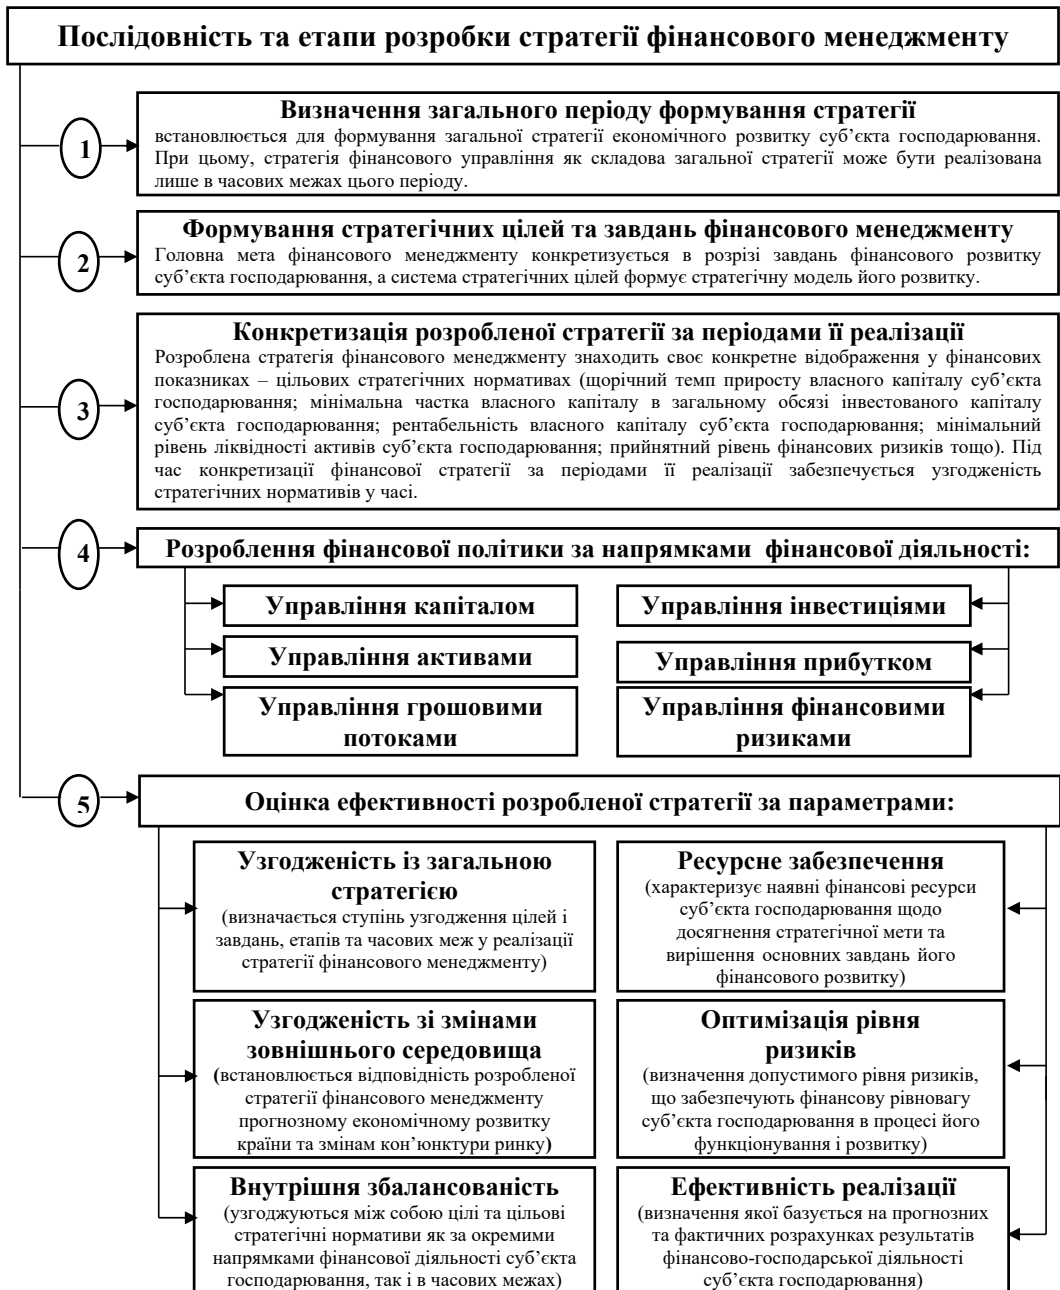 Послідовність та етапи розробки стратегії фінансового менеджменту
1
Визначення загального періоду формування стратегії
встановлюється для формування загальної стратегії економічного розвитку суб’єкта господарювання.
При цьому, стратегія фінансового управління як складова загальної стратегії може бути реалізована
лише в часових межах цього періоду.
2
Формування стратегічних цілей та завдань фінансового менеджменту
Головна мета фінансового менеджменту конкретизується в розрізі завдань фінансового розвитку
суб’єкта господарювання, а система стратегічних цілей формує стратегічну модель його розвитку.
3
Конкретизація розробленої стратегії за періодами її реалізації
Розроблена стратегія фінансового менеджменту знаходить своє конкретне відображення у фінансових
показниках – цільових стратегічних нормативах (щорічний темп приросту власного капіталу суб’єкта
господарювання; мінімальна частка власного капіталу в загальному обсязі інвестованого капіталу
суб’єкта господарювання; рентабельність власного капіталу суб’єкта господарювання; мінімальний
рівень ліквідності активів суб’єкта господарювання; прийнятний рівень фінансових ризиків тощо). Під
час конкретизації фінансової стратегії за періодами її реалізації забезпечується узгодженість
стратегічних нормативів у часі.
4
Розроблення фінансової політики за напрямками фінансової діяльності:
Управління капіталом
Управління активами
Управління грошовими
потоками
Управління інвестиціями
Управління прибутком
Управління фінансовими
ризиками
5
Оцінка ефективності розробленої стратегії за параметрами:
Узгодженість із загальною
стратегією
(визначається ступінь узгодження цілей і
завдань, етапів та часових меж у реалізації
стратегії фінансового менеджменту)
Ресурсне забезпечення
(характеризує наявні фінансові ресурси
суб’єкта господарювання щодо
досягнення стратегічної мети та
вирішення основних завдань його
фінансового розвитку)
Узгодженість зі змінами
зовнішнього середовища
(встановлюється відповідність розробленої
стратегії фінансового менеджменту
прогнозному економічному розвитку
країни та змінам кон’юнктури ринку)
Оптимізація рівня
ризиків
(визначення допустимого рівня ризиків,
що забезпечують фінансову рівновагу
суб’єкта господарювання в процесі його
функціонування і розвитку)
Внутрішня збалансованість
(узгоджуються між собою цілі та цільові
стратегічні нормативи як за окремими
напрямками фінансової діяльності суб’єкта
господарювання, так і в часових межах)
Ефективність реалізації
(визначення якої базується на прогнозних
та фактичних розрахунках результатів
фінансово-господарської діяльності
суб’єкта господарювання)